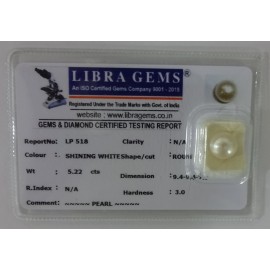 LIBRA GEMS®
An ISO Certified Gems Company 9001 - 2015
Registered Under the Trade Marks with Govt. of India
website : www.libragems.co.in
GEMS & DIAMOND CERTIFIED TESTING REPORT
ReportNo: LP 518 Clarity : N/A
Colour : SHINING WHITE Shape/cut : ROUND
Wt : 5.22 cts Dimension :
R.Index : N/A Hardness : 3.0
Comment: ------ PEARL ------